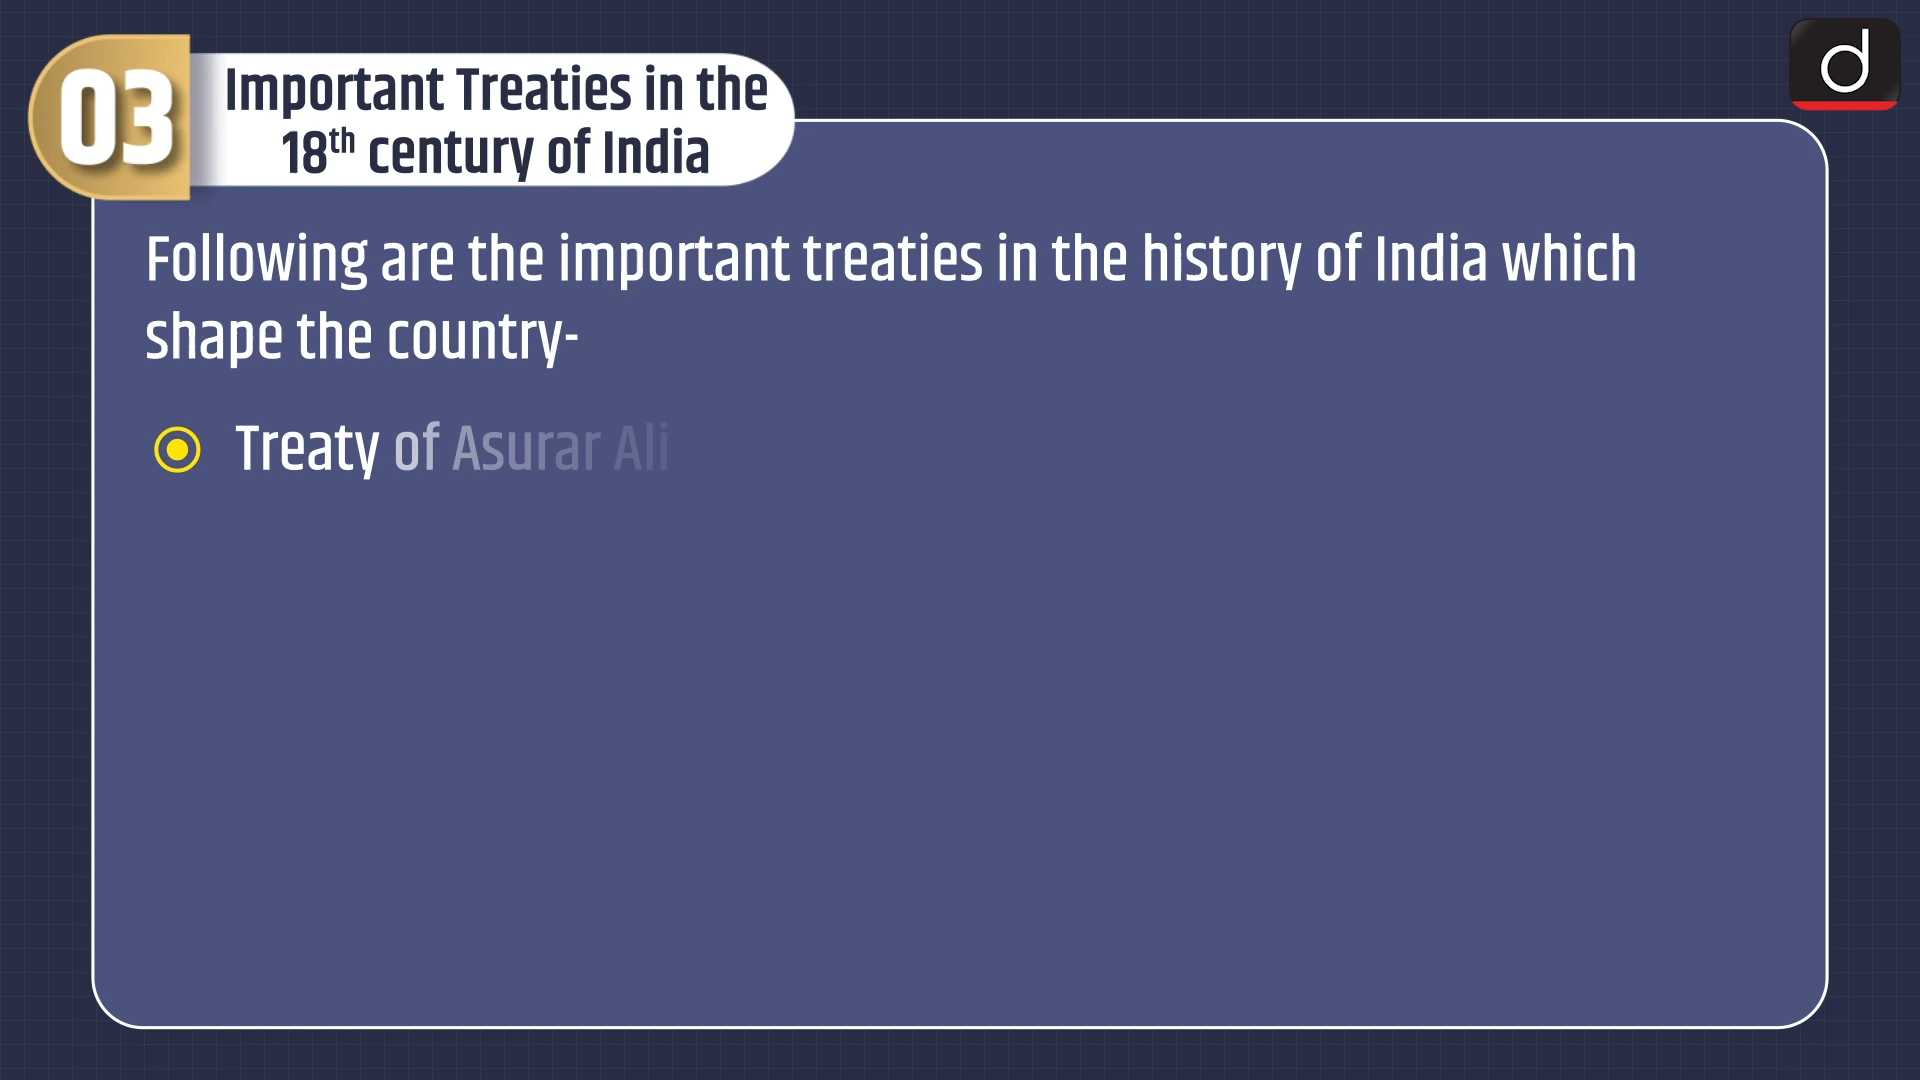 03
Important Treaties in the
18th century of India
Following are the important treaties in the history of India which
shape the country-
Treaty of Asurar Ali